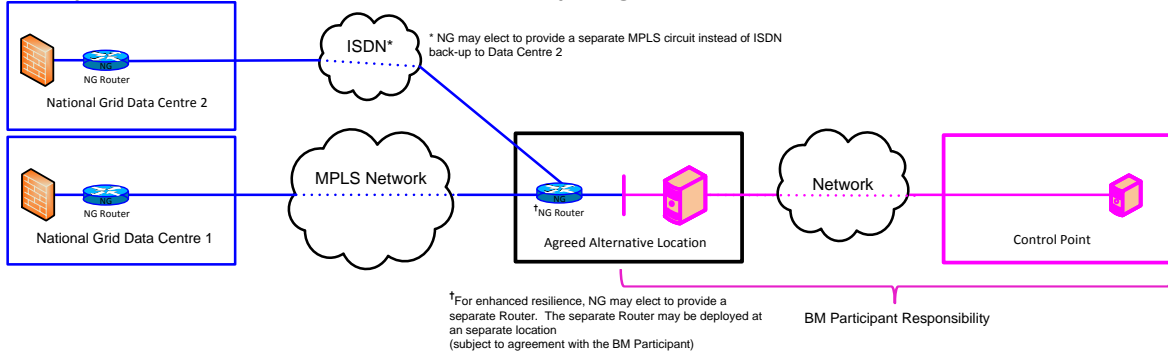 ISDN*
* NG may elect to provide a separate MPLS circuit instead of ISDN
back-up to Data Centre 2
NG
NG Router
National Grid Data Centre 2
MPLS Network
Network
NG
NG Router
National Grid Data Centre 1
NG
†NG Router
Agreed Alternative Location
Control Point
†For enhanced resilience, NG may elect to provide a
separate Router. The separate Router may be deployed at
an separate location
(subject to agreement with the BM Participant)
BM Participant Responsibility